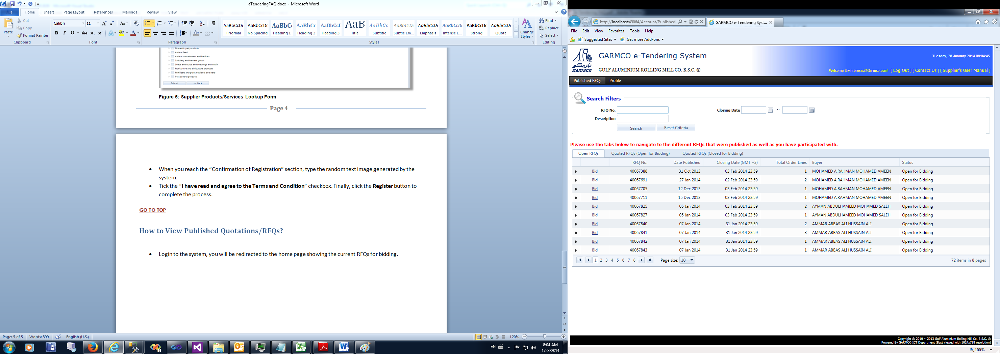 eTenderingFAQ.docx - Microsoft Word
File Home Insert Page Layout References Mailings Review View
Paste
Cut
Copy
Format Painter
Clipboard
Calibri 11
Font
Paragraph
AaBbCcDc AaBbCcDc AaBbC AaBbCc AaBbCcI AaB AaBbCc. AaBbCcDc AaBbCcDc AaBbCcDc AaBbCcDc AaBbCcDc
¶ Normal No Spacing Heading 1 Heading 2 Heading 3 Title Subtitle Subtle Em... Emphasis Intense E... Strong Quote
Change Styles
Styles
Find
Replace
Select
Editing
Domestic pet products
Animal feed
Animal containment and habitats
Saddlery and harness goods
Seeds and bulbs and seedlings and cuttin
Floriculture and silviculture products
Fertilizers and plant nutrients and herb
Pest control products
Submit << Back
Figure 5: Supplier Products/Services Lookup Form
Page 4
• When you reach the “Confirmation of Registration” section, type the random text image generated by the
system.
• Tick the “I have read and agree to the Terms and Condition” checkbox. Finally, click the Register button to
complete the process.
GO TO TOP
How to View Published Quotations/RFQs?
• Login to the system, you will be redirected to the home page showing the current RFQs for bidding.
Page: 5 of 5 Words: 399 English (U.S.) 120%
EN 8:04 AM
1/28/2014
http://localhost:49064/Account/Published GARMCO e-Tendering Syst...
File Edit View Favorites Tools Help
Suggested Sites Get more Add-ons
جارمكو
GARMCO
GARMCO e-Tendering System
GULF ALUMINIUM ROLLING MILL CO. B.S.C. ©
Tuesday, 28 January 2014 08:04:45
Welcome Ervin.brosas@Garmco.com! [ Log Out ] [ Contact Us ] [ Supplier's User Manual ]
Published RFQs Profile
Search Filters
RFQ No. Closing Date ~
Description
Search Reset Criteria
Please use the tabs below to navigate to the different RFQs that were published as well as you have participated with.
Open RFQs Quoted RFQs (Open for Bidding) Quoted RFQs (Closed for Bidding)
RFQ No. Date Published Closing Date (GMT +3) Total Order Lines Buyer Status
Bid 40067388 31 Oct 2013 03 Feb 2014 23:59 1 MOHAMED A.RAHMAN MOHAMED AMEEN Open for Bidding
Bid 40067691 27 Jan 2014 02 Feb 2014 23:59 2 MOHAMED A.RAHMAN MOHAMED AMEEN Open for Bidding
Bid 40067705 12 Dec 2013 03 Feb 2014 23:59 1 MOHAMED A.RAHMAN MOHAMED AMEEN Open for Bidding
Bid 40067711 15 Dec 2013 03 Feb 2014 23:59 1 MOHAMED A.RAHMAN MOHAMED AMEEN Open for Bidding
Bid 40067825 05 Jan 2014 03 Feb 2014 23:59 2 AYMAN ABDULHAMEED MOHAMED SALEH Open for Bidding
Bid 40067827 05 Jan 2014 03 Feb 2014 23:59 1 AYMAN ABDULHAMEED MOHAMED SALEH Open for Bidding
Bid 40067840 07 Jan 2014 31 Jan 2014 23:59 2 AMMAR ABBAS ALI HUSSAIN ALI Open for Bidding
Bid 40067841 07 Jan 2014 31 Jan 2014 23:59 3 AMMAR ABBAS ALI HUSSAIN ALI Open for Bidding
Bid 40067842 07 Jan 2014 31 Jan 2014 23:59 1 AMMAR ABBAS ALI HUSSAIN ALI Open for Bidding
Bid 40067843 07 Jan 2014 31 Jan 2014 23:59 1 AMMAR ABBAS ALI HUSSAIN ALI Open for Bidding
1 2 3 4 5 6 7 8 Page size: 10 72 items in 8 pages
Copyright © 2010 ~ 2013 Gulf Aluminium Rolling Mill Co. B.S.C. ©
Powered By GARMCO ICT Department (Best viewed with 1024x768 resolution)
100%